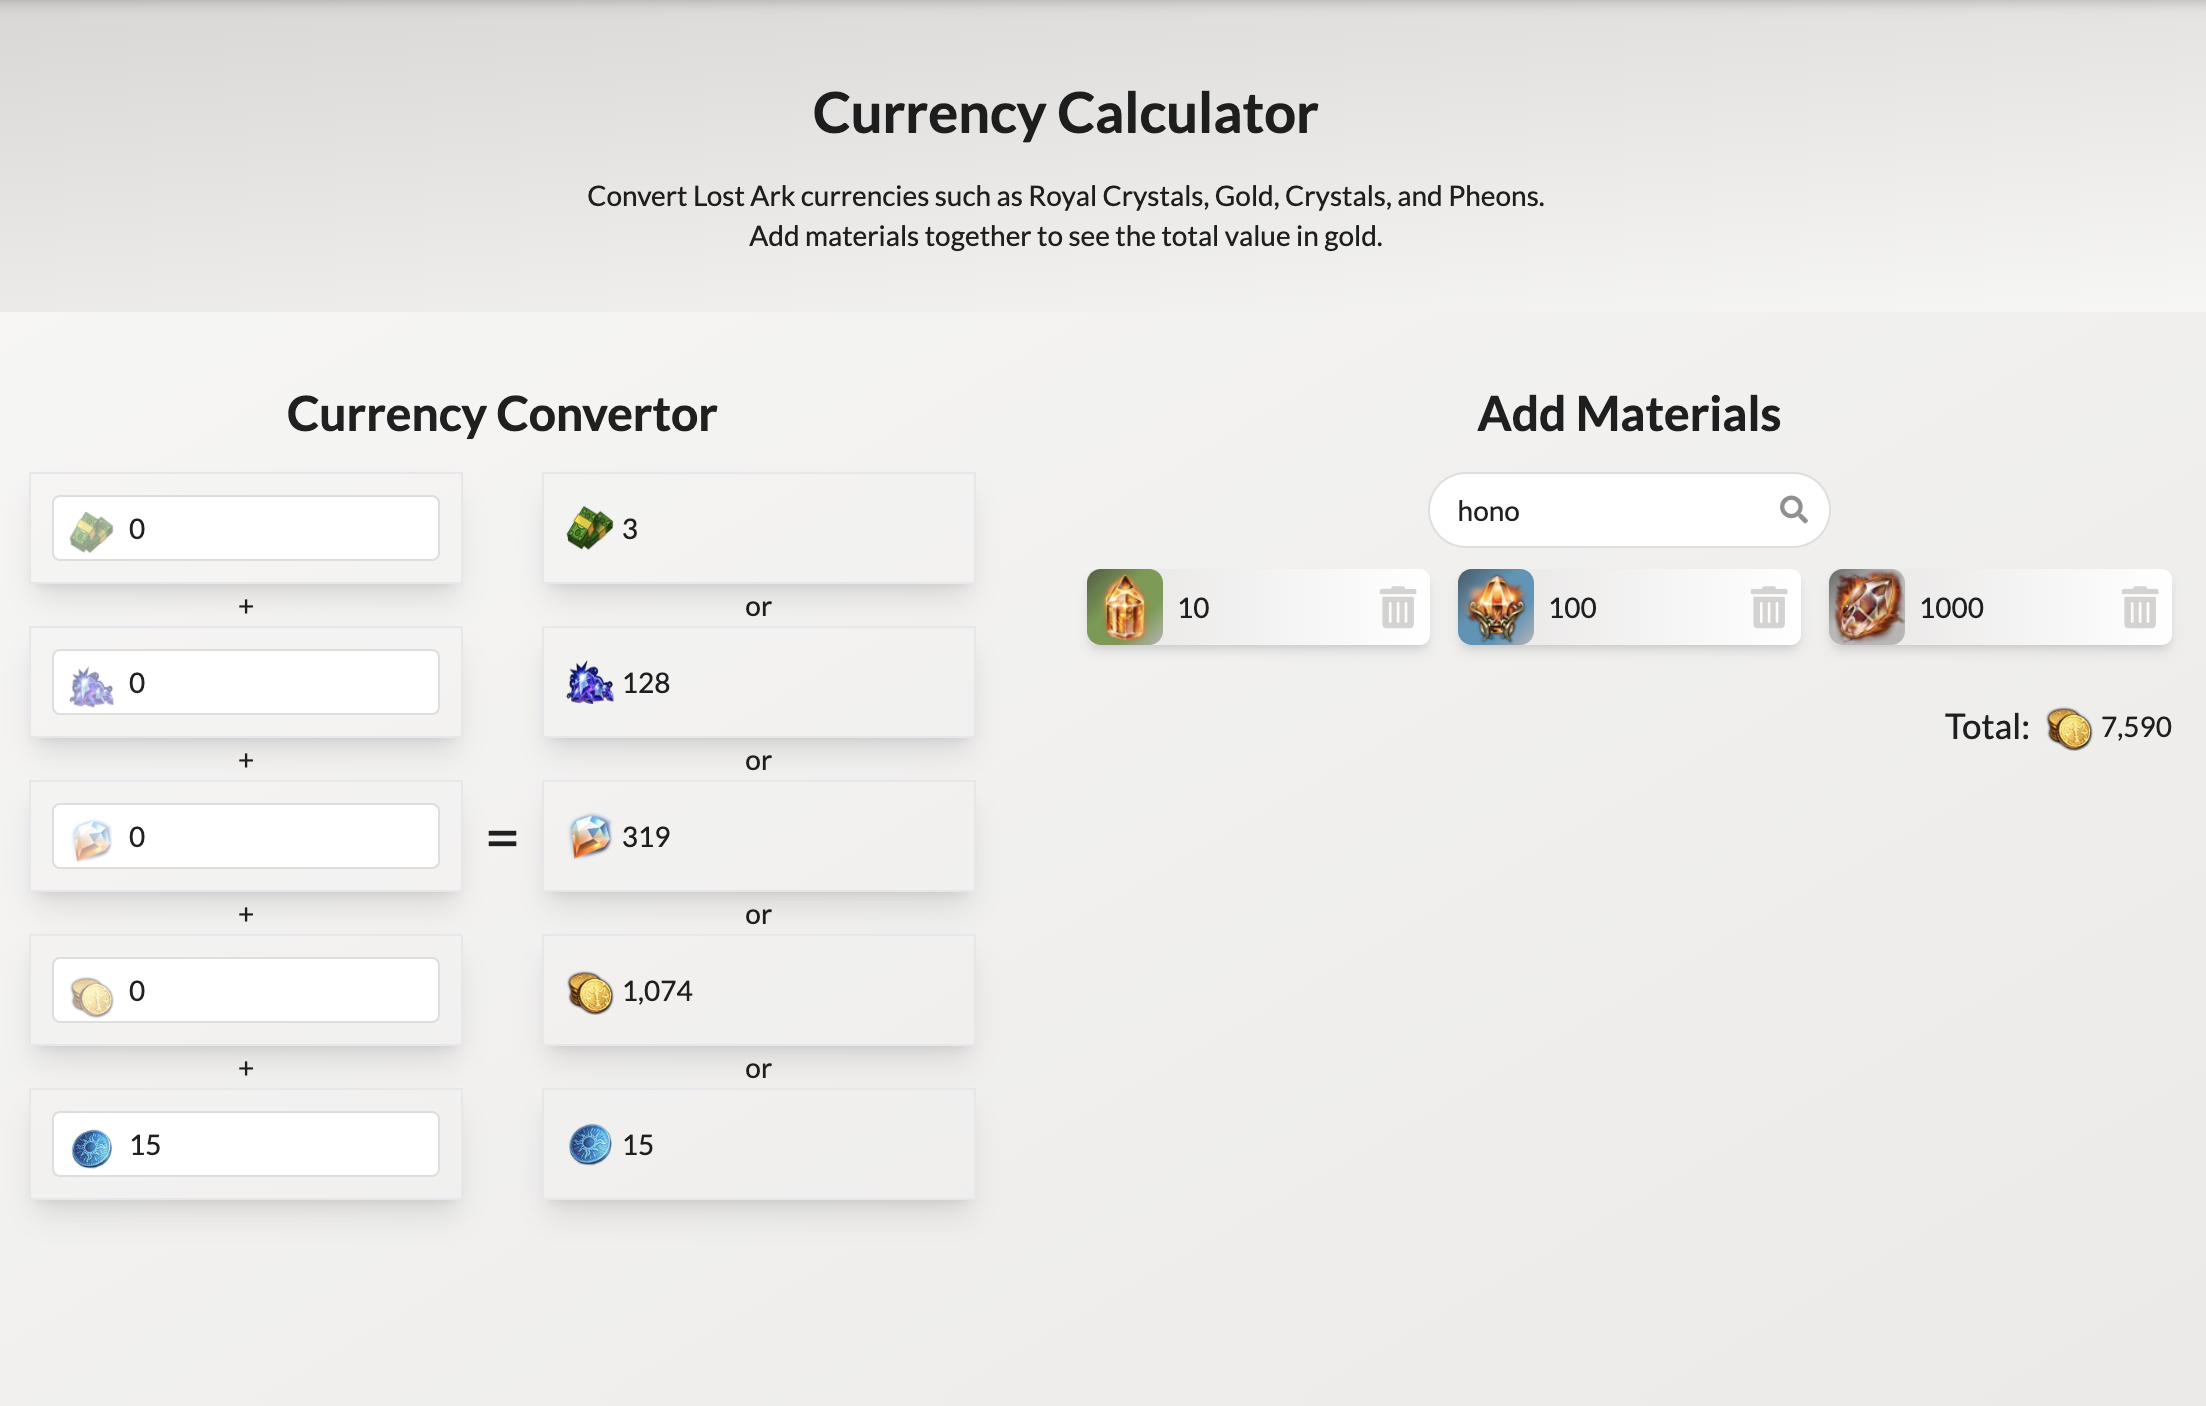 Currency Calculator
Convert Lost Ark currencies such as Royal Crystals, Gold, Crystals, and Pheons.
Add materials together to see the total value in gold.
Currency Convertor
0
+
0
+
0
+
0
+
15
=
3
or
128
or
319
or
1,074
or
15
Add Materials
hono
10
100
1000
Total: 7,590